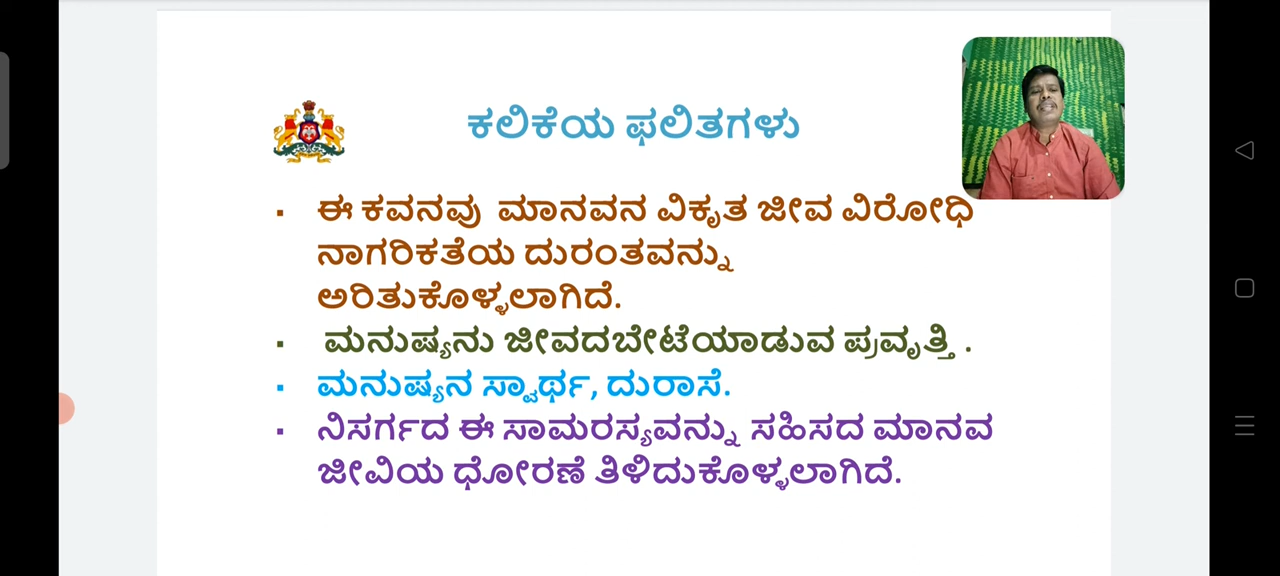 ಕಲಿಕೆಯ ಫಲಿತಗಳು
▪ ಈ ಕವನವು ಮಾನವನ ವಿಕೃತ ಜೀವ ವಿರೋಧಿ
ನಾಗರಿಕತೆಯ ದುರಂತವನ್ನು
ಅರಿತುಕೊಳ್ಳಲಾಗಿದೆ.
▪ ಮನುಷ್ಯನು ಜೀವದಬೇಟೆಯಾಡುವ ಪ್ರವೃತ್ತಿ .
▪ ಮನುಷ್ಯನ ಸ್ವಾರ್ಥ, ದುರಾಸೆ.
▪ ನಿಸರ್ಗದ ಈ ಸಾಮರಸ್ಯವನ್ನು ಸಹಿಸದ ಮಾನವ
ಜೀವಿಯ ಧೋರಣೆ ತಿಳಿದುಕೊಳ್ಳಲಾಗಿದೆ.